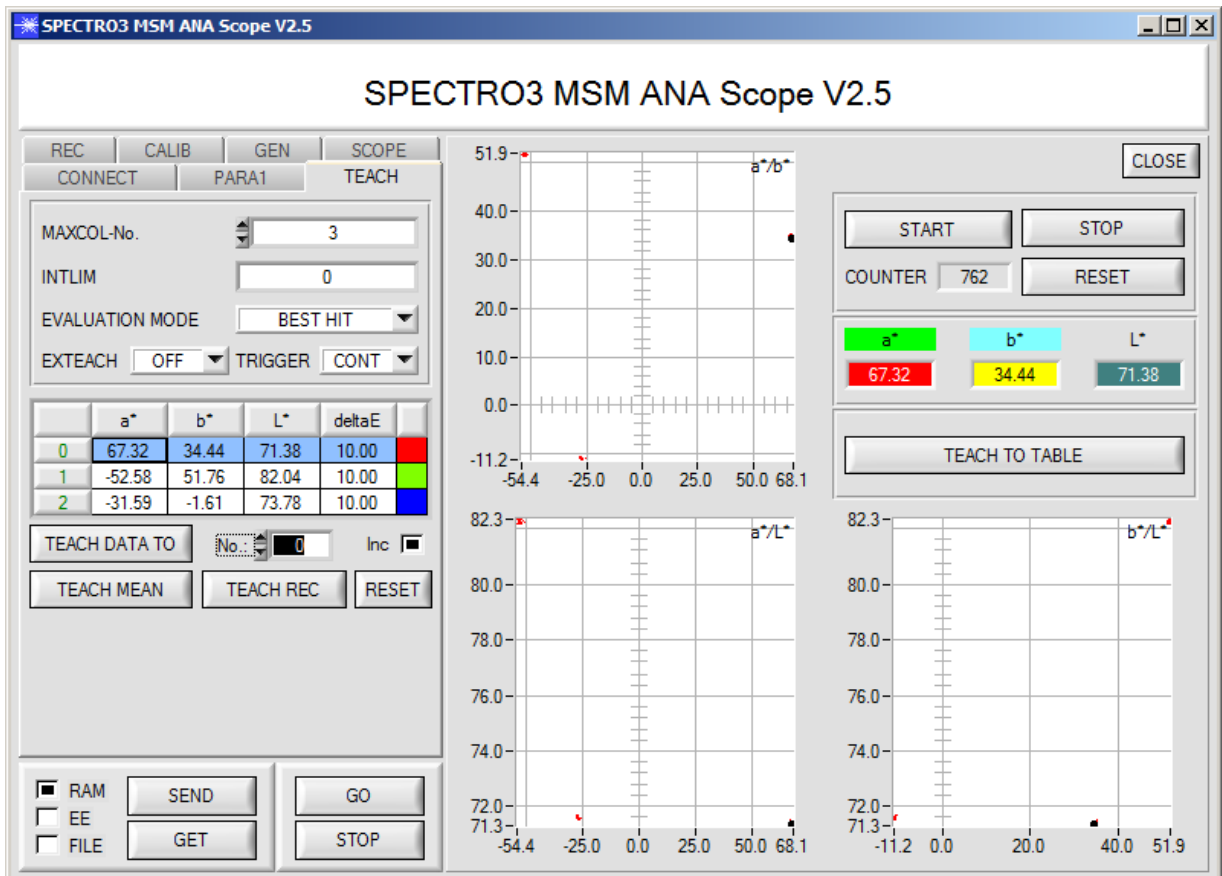 SPECTRO3 MSM ANA Scope V2.5
SPECTRO3 MSM ANA Scope V2.5
REC CALIB GEN SCOPE
CONNECT PARA1 TEACH
MAXCOL-No. 3
INTLIM 0
EVALUATION MODE BEST HIT
EXTEACH OFF TRIGGER CONT
a* b* L* deltaE
0 67.32 34.44 71.38 10.00
1 -52.58 51.76 82.04 10.00
2 -31.59 -1.61 73.78 10.00
TEACH DATA TO No.: 0 Inc
TEACH MEAN TEACH REC RESET
RAM
EE
FILE
SEND
GET
GO
STOP
a*/b*
51.9
40.0
30.0
20.0
10.0
0.0
-11.2
-54.4 -25.0 0.0 25.0 50.0 68.1
CLOSE
START STOP
COUNTER 762 RESET
a* b* L*
67.32 34.44 71.38
TEACH TO TABLE
a*/L*
82.3
80.0
78.0
76.0
74.0
72.0
71.3
-54.4 -25.0 0.0 25.0 50.0 68.1
b*/L*
82.3
80.0
78.0
76.0
74.0
72.0
71.3
-11.2 0.0 20.0 40.0 51.9